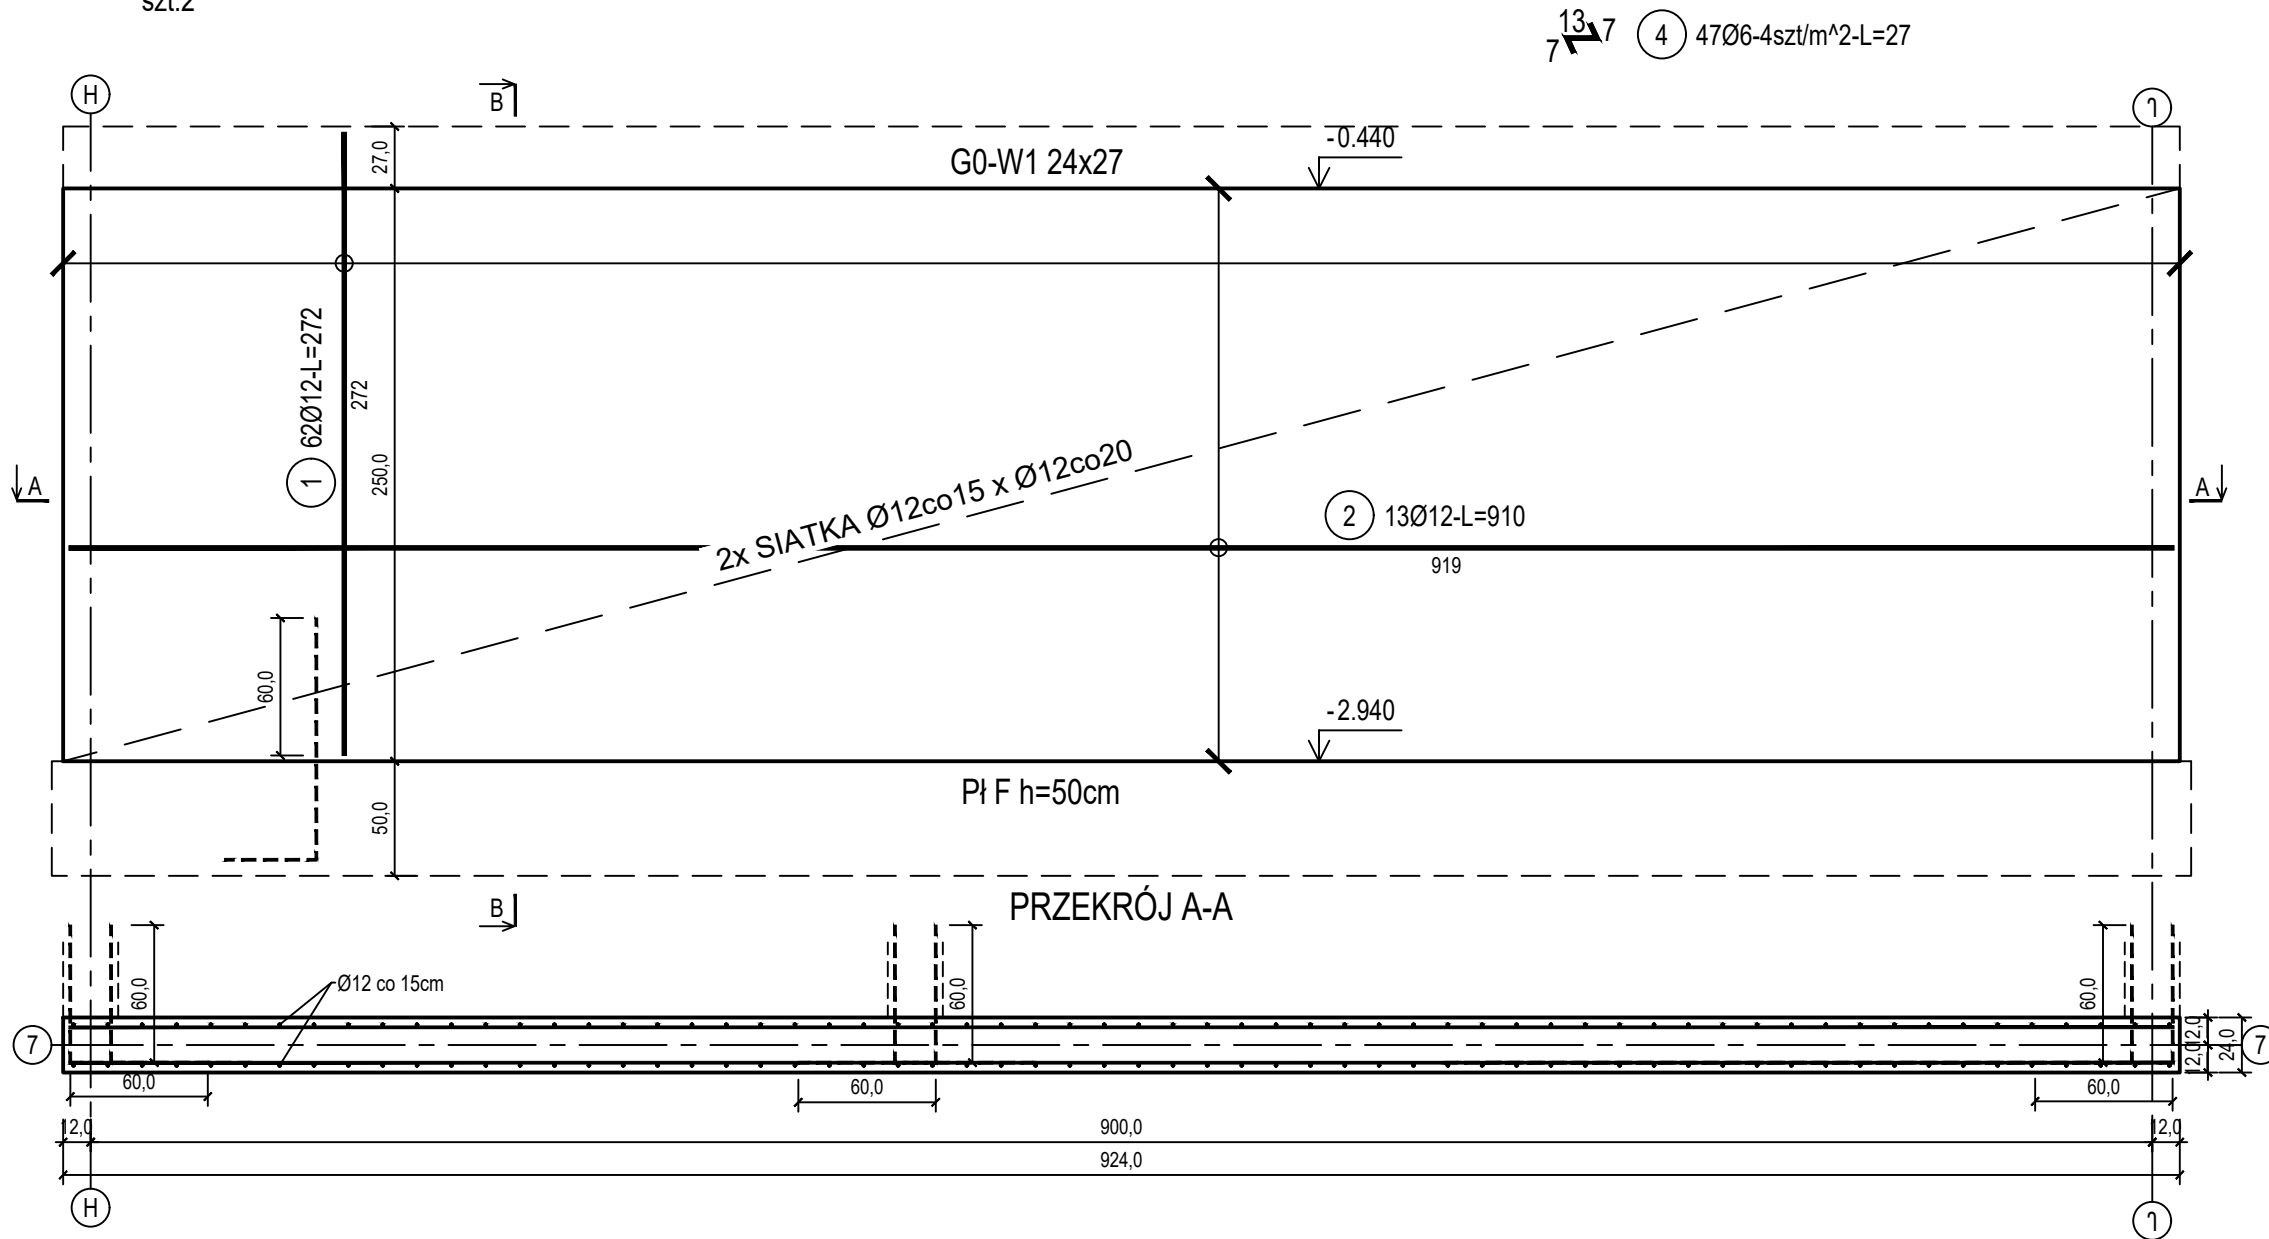 szt.2
13
7 7
4 47Ø6-4szt/m^2-L=27
H
B
27,0
G0-W1 24x27
-0.440
1 62Ø12-L=272
272
250,0
A
A
2x SIATKA Ø12co15 x Ø12co20
2 13Ø12-L=910
919
60,0
-2.940
Pł F h=50cm
50,0
B
PRZEKRÓJ A-A
60,0
Ø12 co 15cm
60,0
60,0
7
12,0
12,0
24,0
7
60,0
60,0
60,0
12,0
900,0
12,0
924,0
H